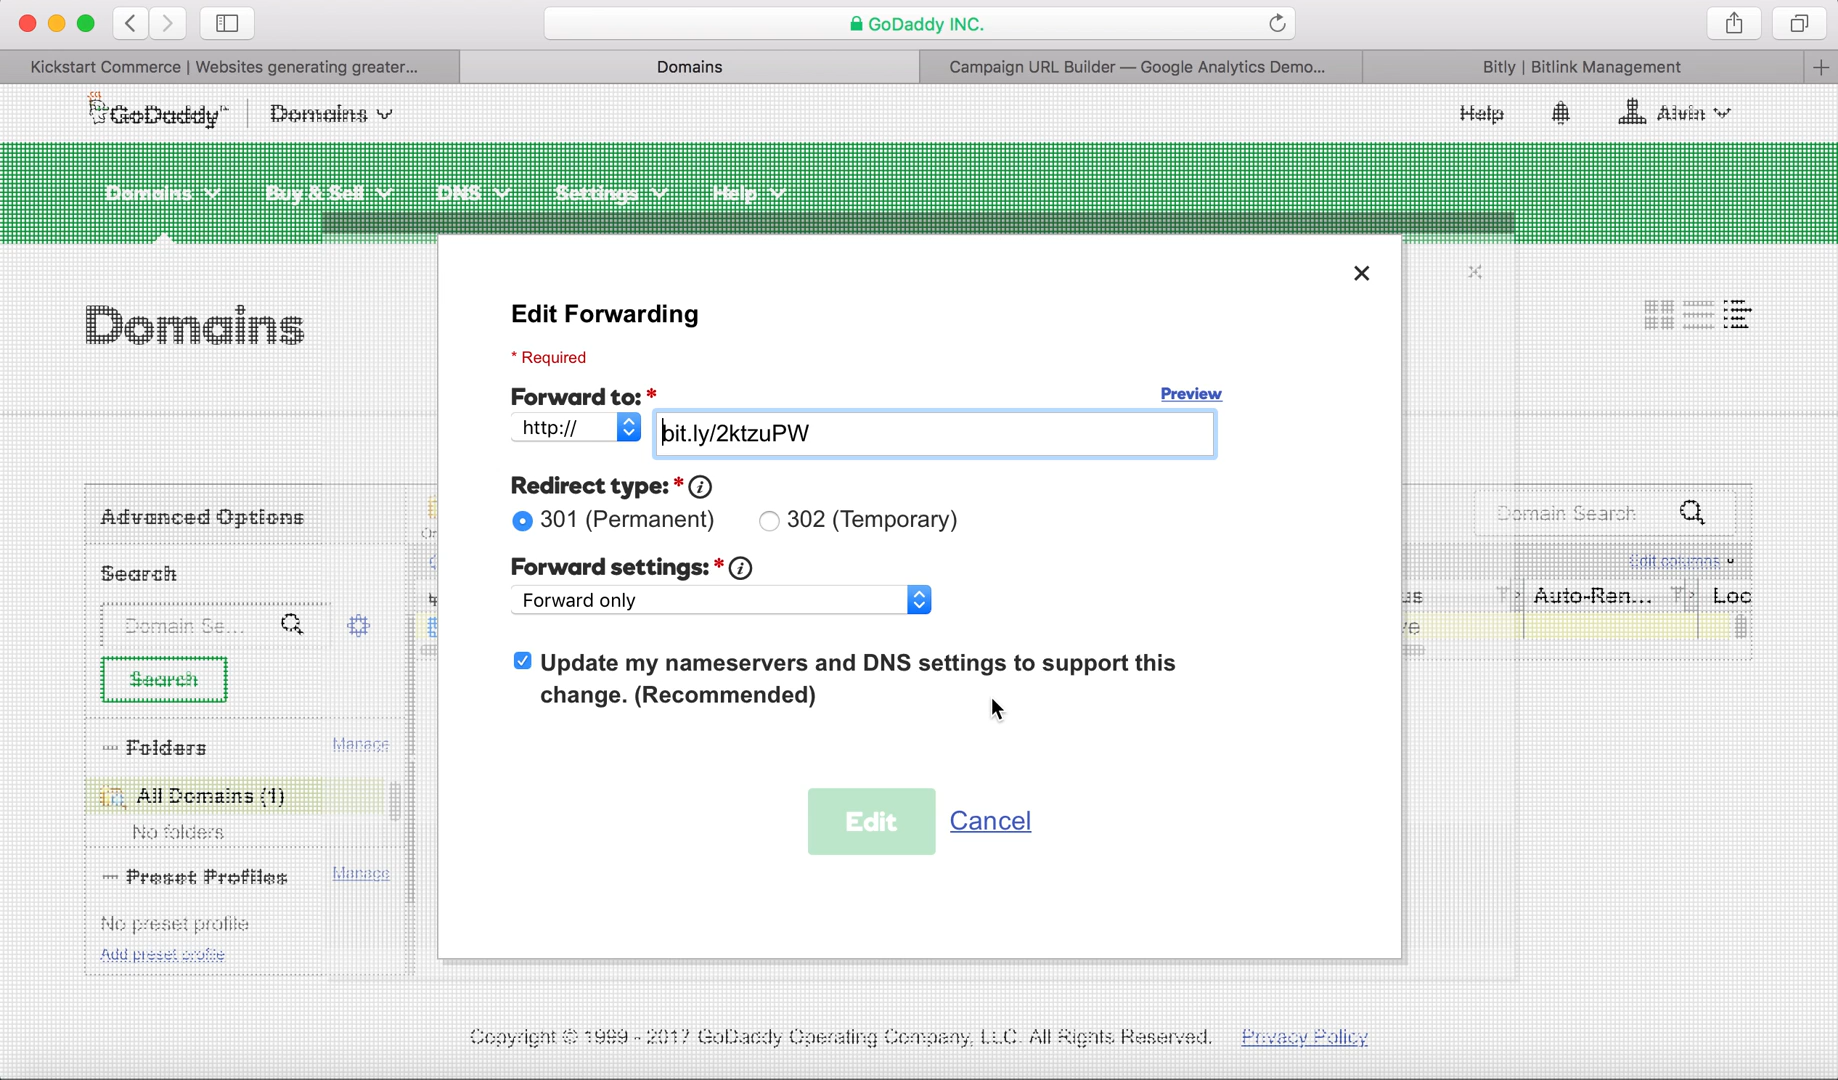 GoDaddy INC.
Kickstart Commerce | Websites generating greater...
Domains
Campaign URL Builder — Google Analytics Demo...
Bitly | Bitlink Management
GoDaddy™
Domains
Help
Alvin
Domains
Buy & Sell
DNS
Settings
Help
Domains
Edit Forwarding
* Required
Forward to: *
Preview
http://
bit.ly/2ktzuPW
Redirect type: *
301 (Permanent)
302 (Temporary)
Forward settings: *
Forward only
Update my nameservers and DNS settings to support this
change. (Recommended)
Edit
Cancel
Advanced Options
Search
Domain Se...
Search
Folders
Manage
All Domains (1)
No folders
Preset Profiles
Manage
No preset profile
Add preset profile
Domain Search
Edit columns
us
Auto-Ren...
Loc
ve
Copyright © 1999 - 2017 GoDaddy Operating Company, LLC. All Rights Reserved.
Privacy Policy